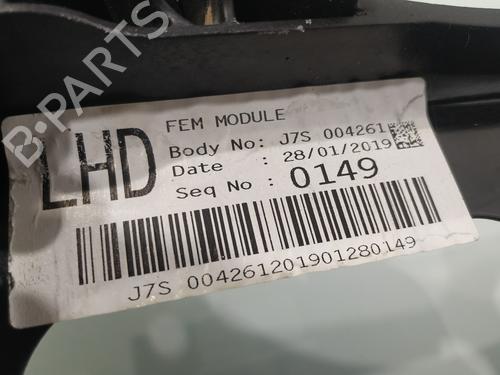 B-PARTS
LHD
FEM MODULE
Body No: J7S 004261
Date : 28/01/2019
Seq No : 0149
J7S 004261201901280149